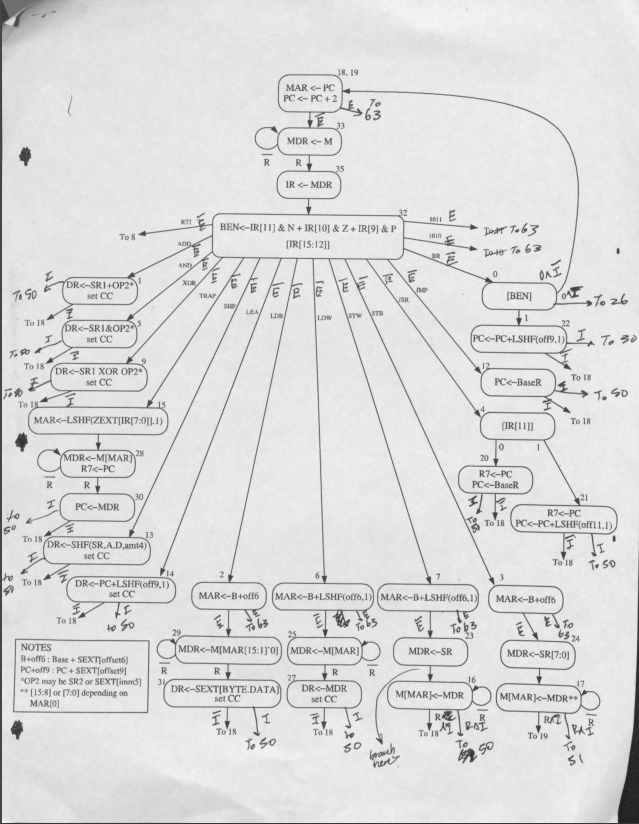 18, 19
MAR <- PC
PC <- PC + 2
E To 63
E
33
MDR <- M
R
R
35
IR <- MDR
32
BEN<-IR[11] & N + IR[10] & Z + IR[9] & P
[IR[15:12]]
1011 E
To 63
1010 E
To 63
RTI E
To 8
ADD
AND
XOR
TRAP
SHF
LEA
LDB
LDW
STW
STB
JSR
JMP
BR E
0
[BEN]
To 26
1
I
To 50
DR<-SR1+OP2*
set CC
To 18
I
5
DR<-SR1&OP2*
set CC
I
To 50
To 18
I
9
DR<-SR1 XOR OP2*
set CC
I
To 50
To 18
I
22
PC<-PC+LSHF(off9,1)
I
To 50
I
To 18
12
PC<-BaseR
I
To 50
I
To 18
4
[IR[11]]
0
1
20
R7<-PC
PC<-BaseR
I
I
To 18
21
R7<-PC
PC<-PC+LSHF(off11,1)
I
I
To 18
To 50
15
MAR<-LSHF(ZEXT[IR[7:0]],1)
28
MDR<-M[MAR]
R7<-PC
R
R
30
PC<-MDR
I
to 50
To 18
I
13
DR<-SHF(SR,A,D,amt4)
set CC
I
To 18
I
14
DR<-PC+LSHF(off9,1)
set CC
To 18
I
I
to 50
2
MAR<-B+off6
E
E
To 63
29
MDR<-M[MAR[15:1]'0]
R
R
31
DR<-SEXT[BYTE.DATA]
set CC
I
I
To 18
To 50
6
MAR<-B+LSHF(off6,1)
E
E
To 63
25
MDR<-M[MAR]
R
R
27
DR<-MDR
set CC
I
I
To 18
to 50
7
MAR<-B+LSHF(off6,1)
E
E
To 63
23
MDR<-SR
16
M[MAR]<-MDR
R
R
To 18
To
50
branch
here?
3
MAR<-B+off6
E
E
To 63
24
MDR<-SR[7:0]
17
M[MAR]<-MDR**
R
R
To 19
To
51
NOTES
B+off6 : Base + SEXT[offset6]
PC+off9 : PC + SEXT[offset9]
*OP2 may be SR2 or SEXT[imm5]
** [15:8] or [7:0] depending on
MAR[0]